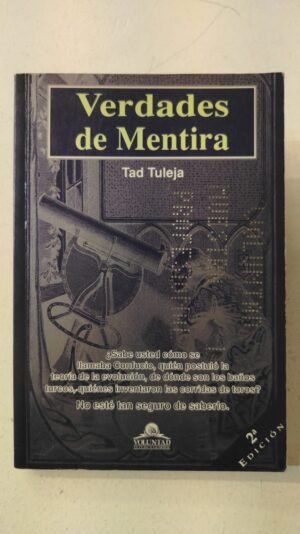 Verdades
de Mentira
Tad Tuleja
¿Sabe usted cómo se
llamaba Confucio, quién postuló la
teoría de la evolución, de dónde son los baños
turcos, quiénes inventaron las corridas de toros?
No esté tan seguro de saberlo.
VOLUNTAD
2ª
EDICIÓN